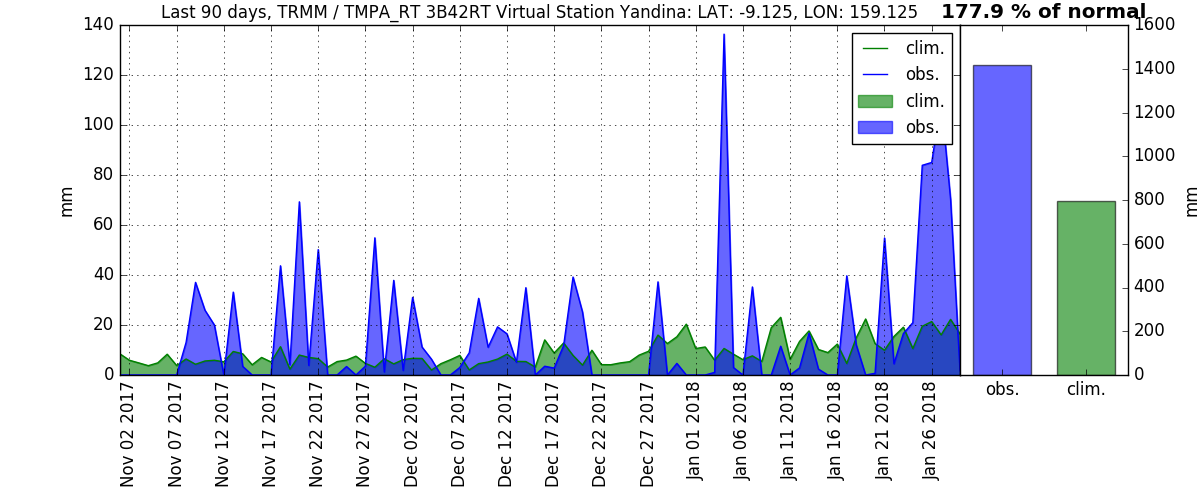 Last 90 days, TRMM / TMPA_RT 3B42RT Virtual Station Yandina: LAT: -9.125, LON: 159.125
177.9 % of normal
mm
140
120
100
80
60
40
20
0
clim.
obs.
clim.
obs.
Nov 02 2017
Nov 07 2017
Nov 12 2017
Nov 17 2017
Nov 22 2017
Nov 27 2017
Dec 02 2017
Dec 07 2017
Dec 12 2017
Dec 17 2017
Dec 22 2017
Dec 27 2017
Jan 01 2018
Jan 06 2018
Jan 11 2018
Jan 16 2018
Jan 21 2018
Jan 26 2018
obs.
clim.
1600
1400
1200
1000
800
600
400
200
0
mm